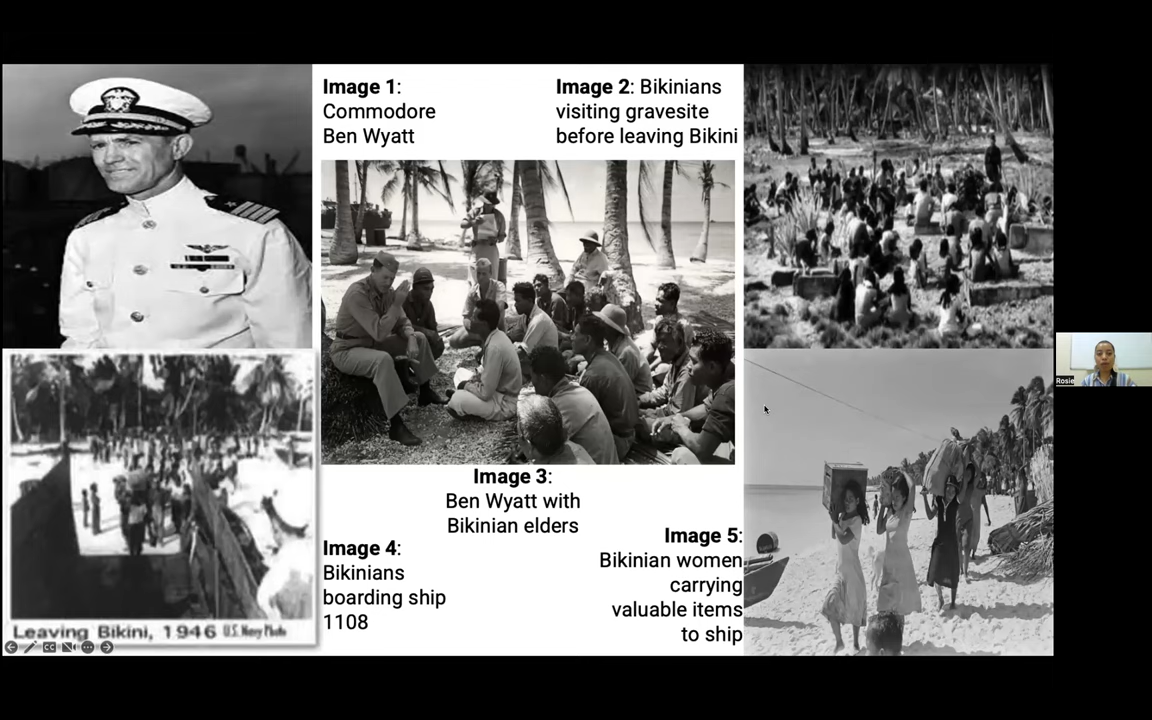 Image 1:
Commodore
Ben Wyatt
Image 2: Bikinians
visiting gravesite
before leaving Bikini
Image 3:
Ben Wyatt with
Bikinian elders
Image 4:
Bikinians
boarding ship
1108
Image 5:
Bikinian women
carrying
valuable items
to ship
Leaving Bikini, 1946 U.S. Navy Photo
CC
Rosie